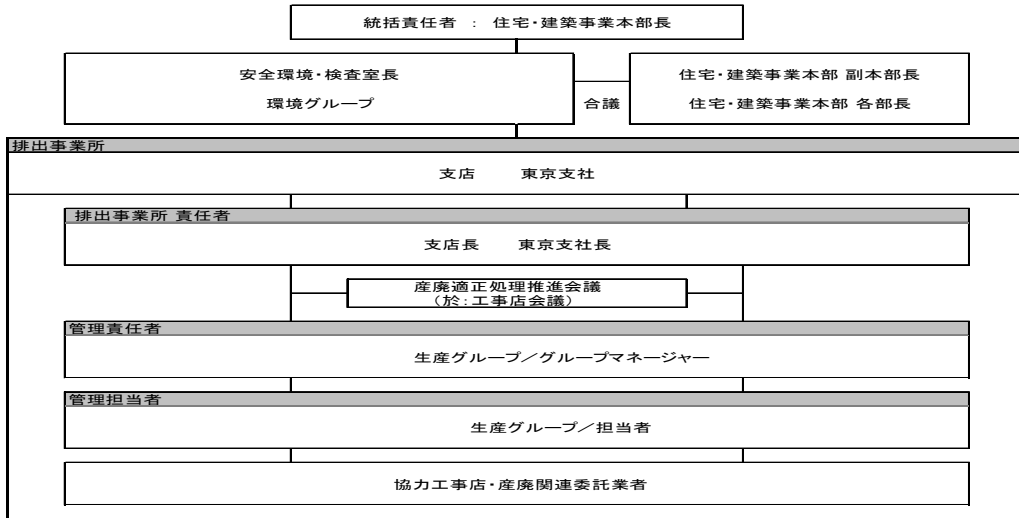 統括責任者 : 住宅・建築事業本部長
安全環境・検査室長
環境グループ
合議
住宅・建築事業本部 副本部長
住宅・建築事業本部 各部長
排出事業所
支店 東京支社
排出事業所 責任者
支店長 東京支社長
産廃適正処理推進会議
(於:工事店会議)
管理責任者
生産グループ/グループマネージャー
管理担当者
生産グループ/担当者
協力工事店・産廃関連委託業者